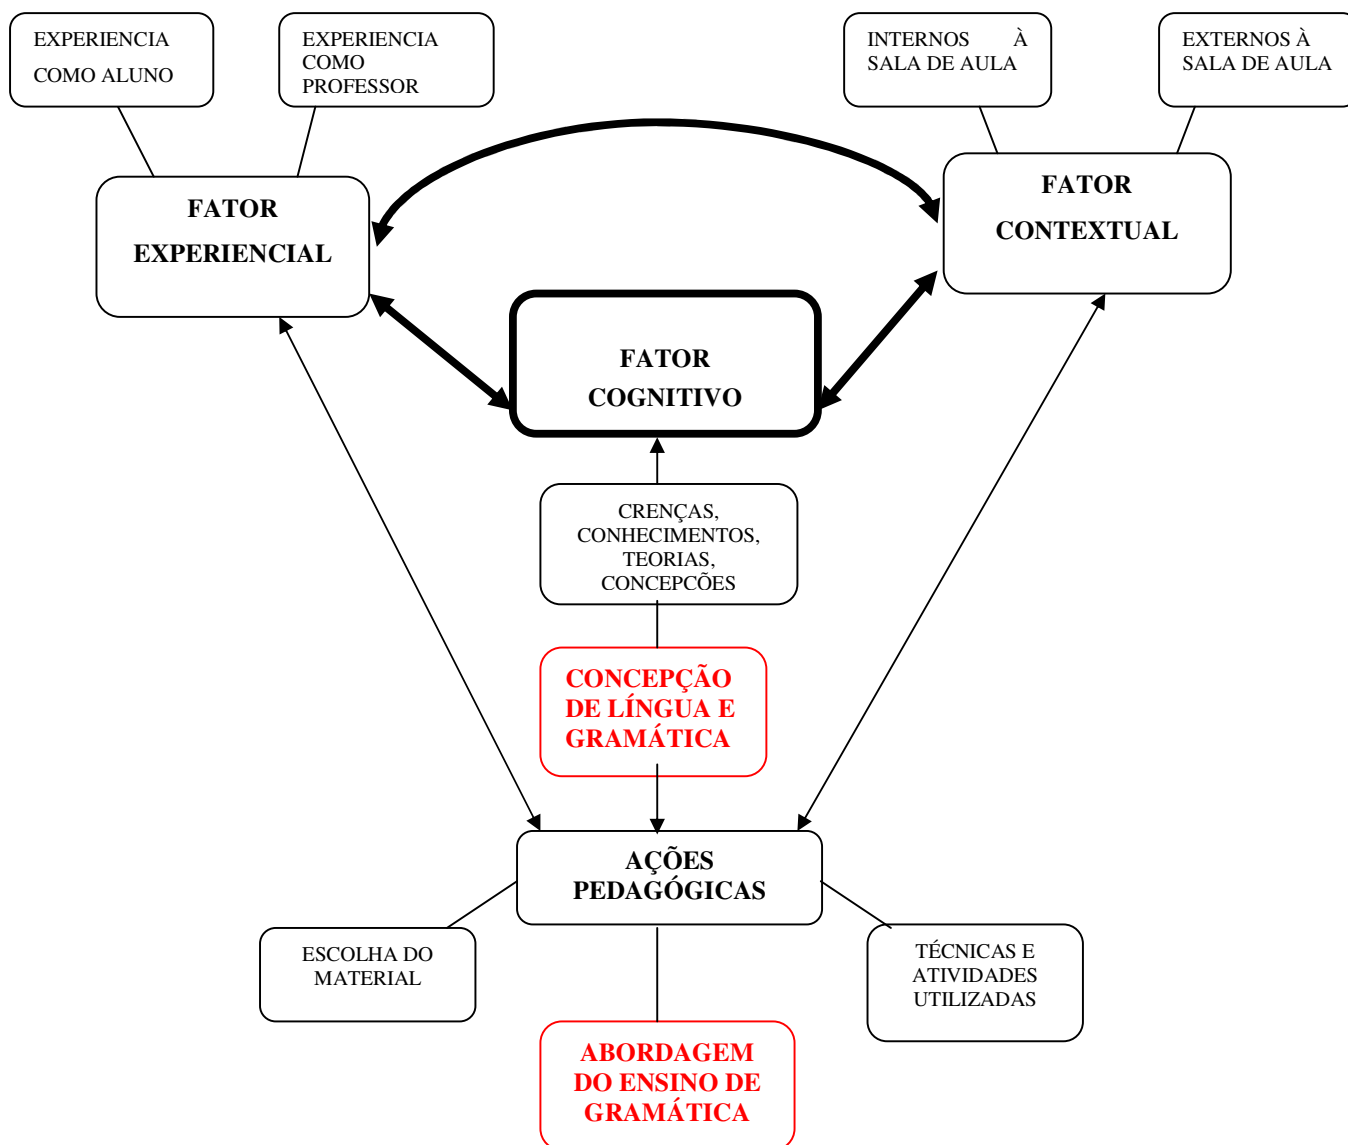 EXPERIENCIA
COMO ALUNO
EXPERIENCIA
COMO
PROFESSOR
INTERNOS À
SALA DE AULA
EXTERNOS À
SALA DE AULA
FATOR
EXPERIENCIAL
FATOR
CONTEXTUAL
FATOR
COGNITIVO
CRENÇAS,
CONHECIMENTOS,
TEORIAS,
CONCEPCÕES
CONCEPÇÃO
DE LÍNGUA E
GRAMÁTICA
AÇÕES
PEDAGÓGICAS
ESCOLHA DO
MATERIAL
TÉCNICAS E
ATIVIDADES
UTILIZADAS
ABORDAGEM
DO ENSINO DE
GRAMÁTICA